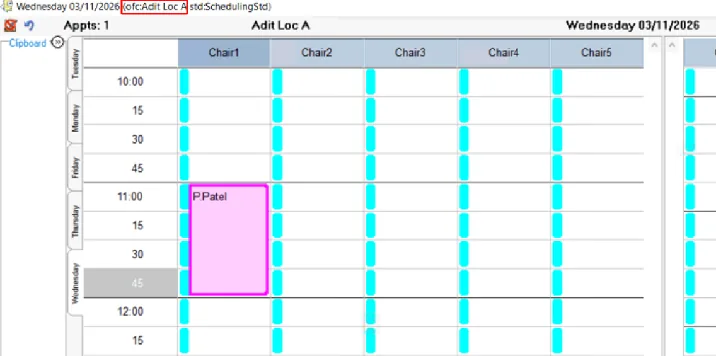 Wednesday 03/11/2026 (ofc:Adit Loc A std:SchedulingStd)
Appts: 1 Adit Loc A Wednesday 03/11/2026
Clipboard
Chair1 Chair2 Chair3 Chair4 Chair5
Tuesday
Monday
Friday
Thursday
Wednesday
10:00
15
30
45
11:00 P.Patel
15
30
45
12:00
15